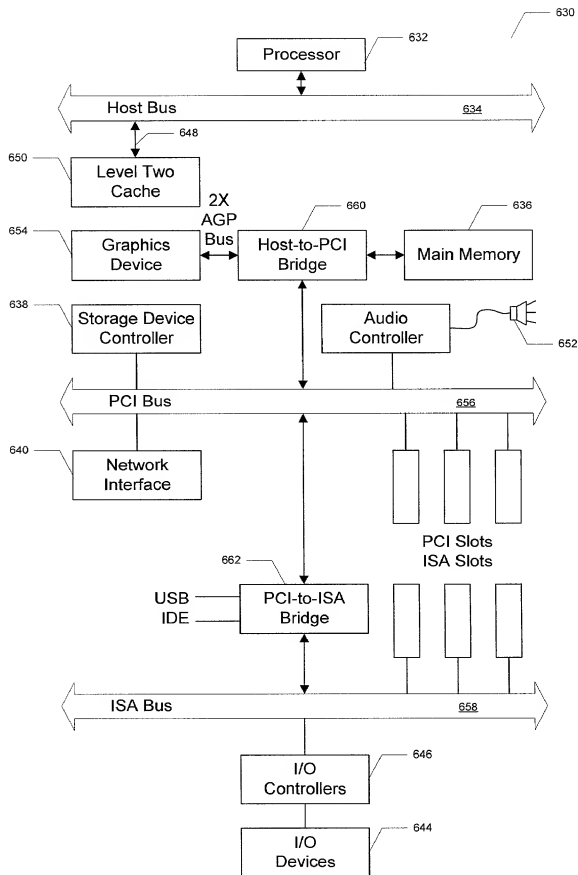 630
632
Processor
Host Bus
634
648
650
Level Two
Cache
2X
AGP
Bus
660
636
654
Graphics
Device
Host-to-PCI
Bridge
Main Memory
638
Storage Device
Controller
Audio
Controller
652
PCI Bus
656
640
Network
Interface
PCI Slots
ISA Slots
662
USB
IDE
PCI-to-ISA
Bridge
ISA Bus
658
646
I/O
Controllers
644
I/O
Devices